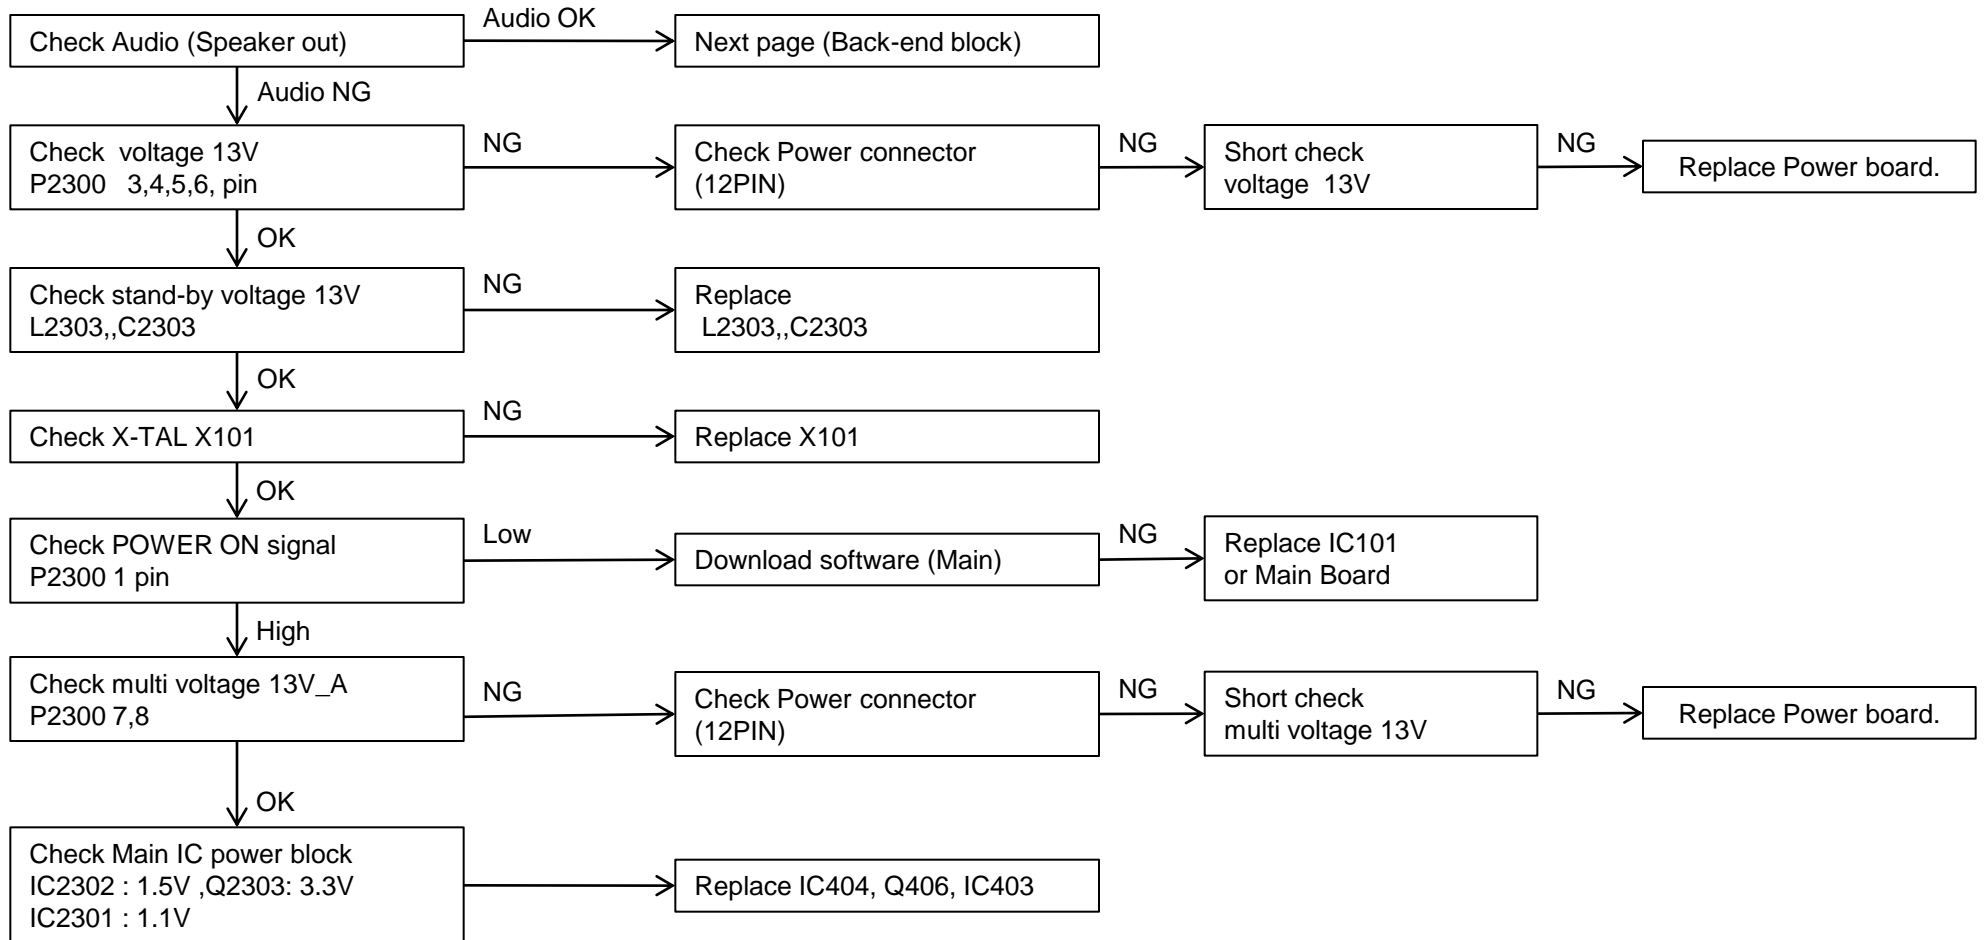 Check Audio (Speaker out)
Audio OK
Next page (Back-end block)
Audio NG
Check  voltage 13V
P2300   3,4,5,6, pin
NG
Check Power connector
(12PIN)
NG
Short check
voltage  13V
NG
Replace Power board.
OK
Check stand-by voltage 13V
L2303,,C2303
NG
Replace
L2303,,C2303
OK
Check X-TAL X101
NG
Replace X101
OK
Check POWER ON signal
P2300 1 pin
Low
Download software (Main)
NG
Replace IC101
or Main Board
High
Check multi voltage 13V_A
P2300 7,8
NG
Check Power connector
(12PIN)
NG
Short check
multi voltage 13V
NG
Replace Power board.
OK
Check Main IC power block
IC2302 : 1.5V ,Q2303: 3.3V
IC2301 : 1.1V
Replace IC404, Q406, IC403